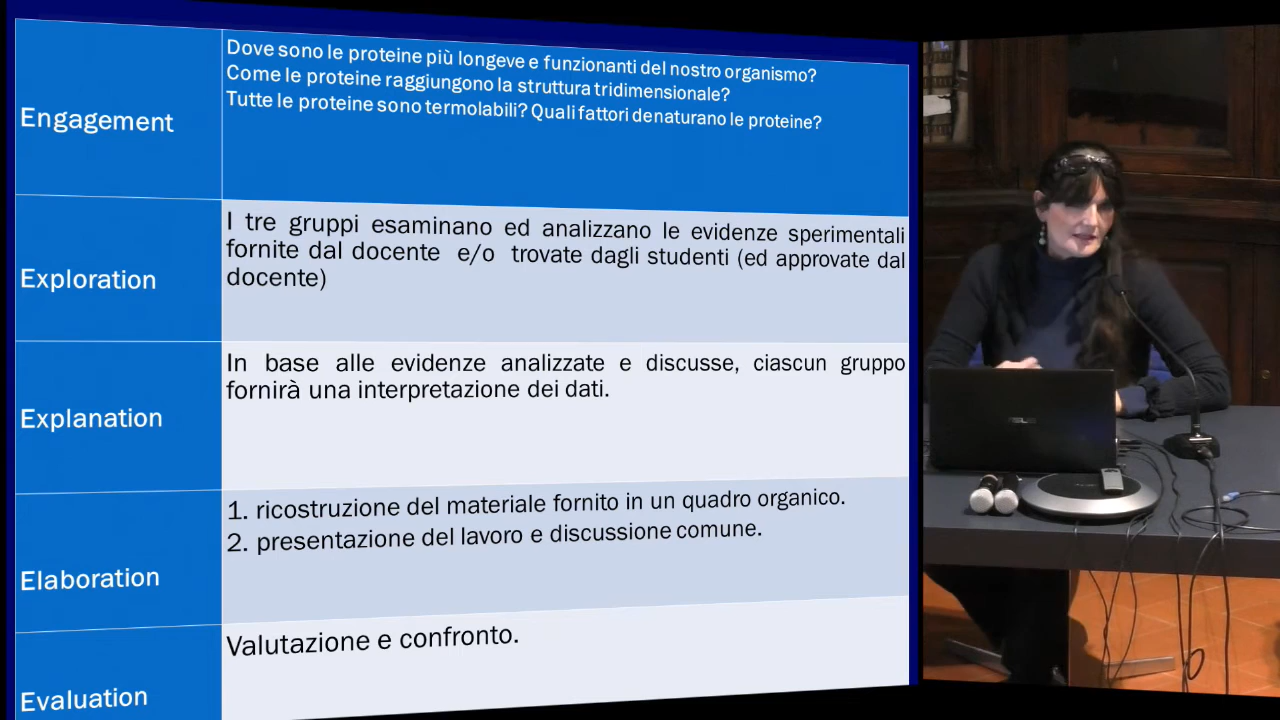 Engagement
Dove sono le proteine più longeve e funzionanti del nostro organismo?
Come le proteine raggiungono la struttura tridimensionale?
Tutte le proteine sono termolabili? Quali fattori denaturano le proteine?
Exploration
I tre gruppi esaminano ed analizzano le evidenze sperimentali
fornite dal docente e/o trovate dagli studenti (ed approvate dal
docente)
Explanation
In base alle evidenze analizzate e discusse, ciascun gruppo
fornirà una interpretazione dei dati.
Elaboration
1. ricostruzione del materiale fornito in un quadro organico.
2. presentazione del lavoro e discussione comune.
Evaluation
Valutazione e confronto.